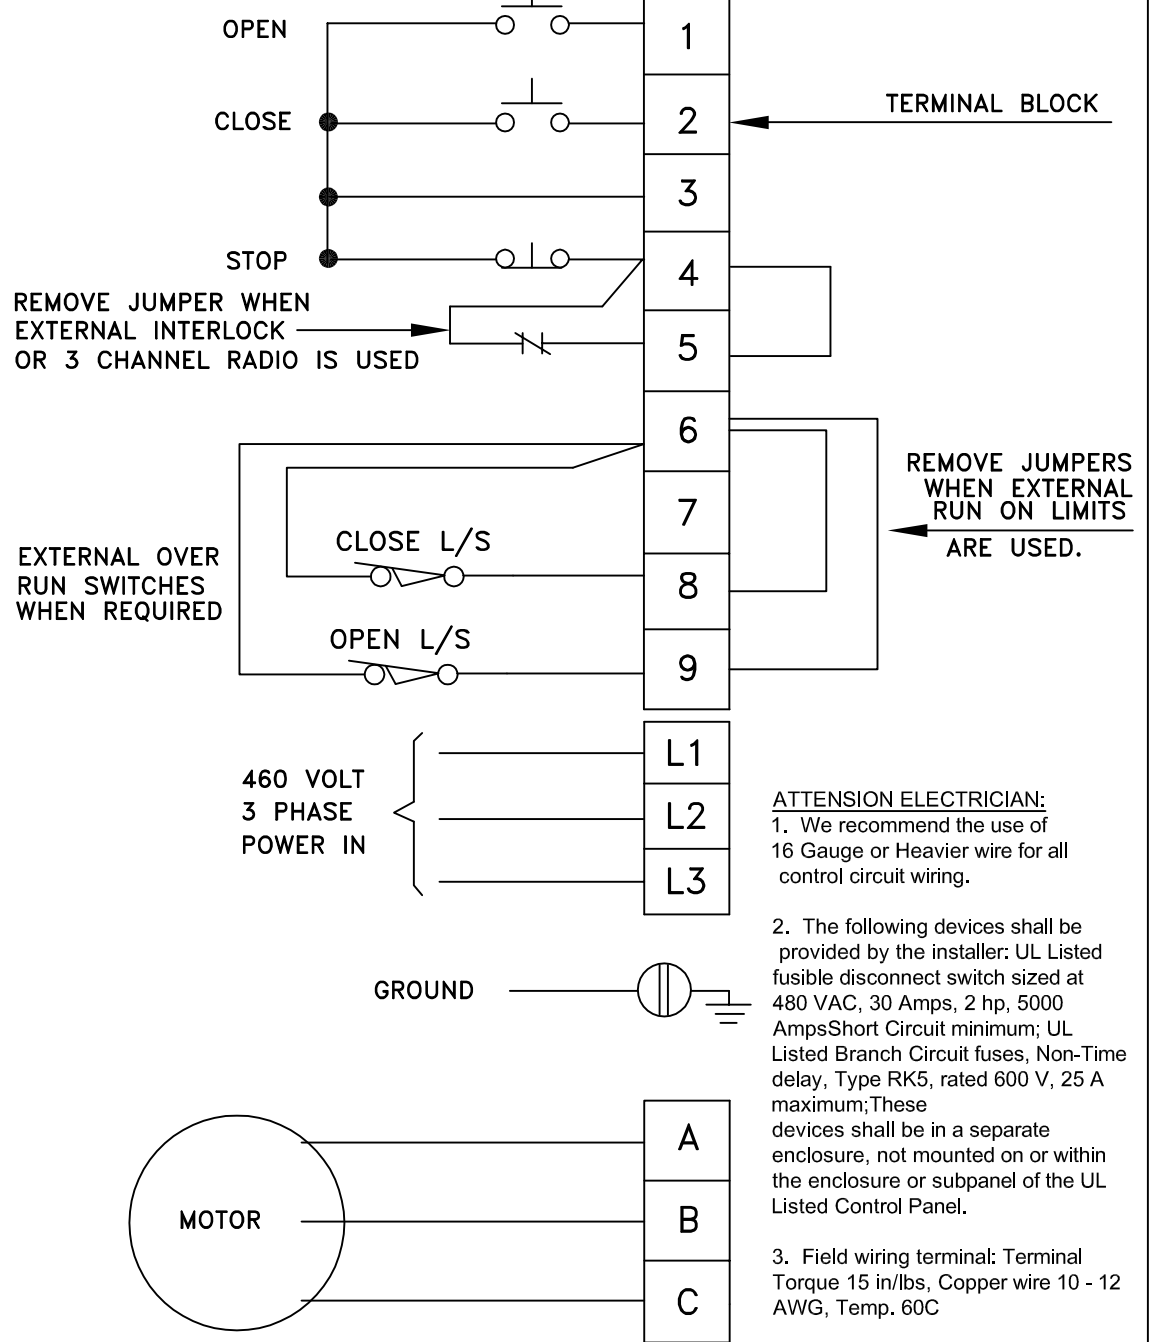 OPEN
1
CLOSE
2
TERMINAL BLOCK
3
STOP
4
REMOVE JUMPER WHEN
EXTERNAL INTERLOCK
OR 3 CHANNEL RADIO IS USED
5
6
REMOVE JUMPERS
WHEN EXTERNAL
RUN ON LIMITS
ARE USED.
7
CLOSE L/S
EXTERNAL OVER
RUN SWITCHES
WHEN REQUIRED
8
OPEN L/S
9
L1
460 VOLT
3 PHASE
POWER IN
L2
L3
ATTENSION ELECTRICIAN:
1. We recommend the use of
16 Gauge or Heavier wire for all
control circuit wiring.
2. The following devices shall be
provided by the installer: UL Listed
fusible disconnect switch sized at
480 VAC, 30 Amps, 2 hp, 5000
AmpsShort Circuit minimum; UL
Listed Branch Circuit fuses, Non-Time
delay, Type RK5, rated 600 V, 25 A
maximum;These
devices shall be in a separate
enclosure, not mounted on or within
the enclosure or subpanel of the UL
Listed Control Panel.
3. Field wiring terminal: Terminal
Torque 15 in/lbs, Copper wire 10 - 12
AWG, Temp. 60C
GROUND
A
MOTOR
B
C